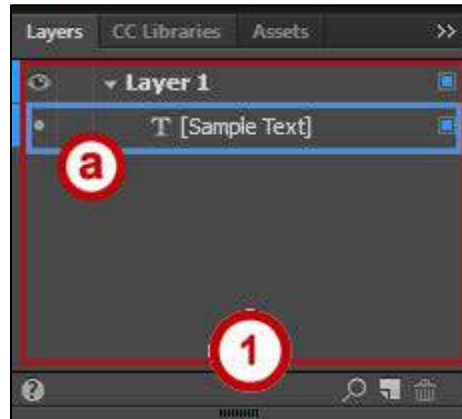 Layers CC Libraries Assets >>
Layer 1
T [Sample Text]
a
1
?